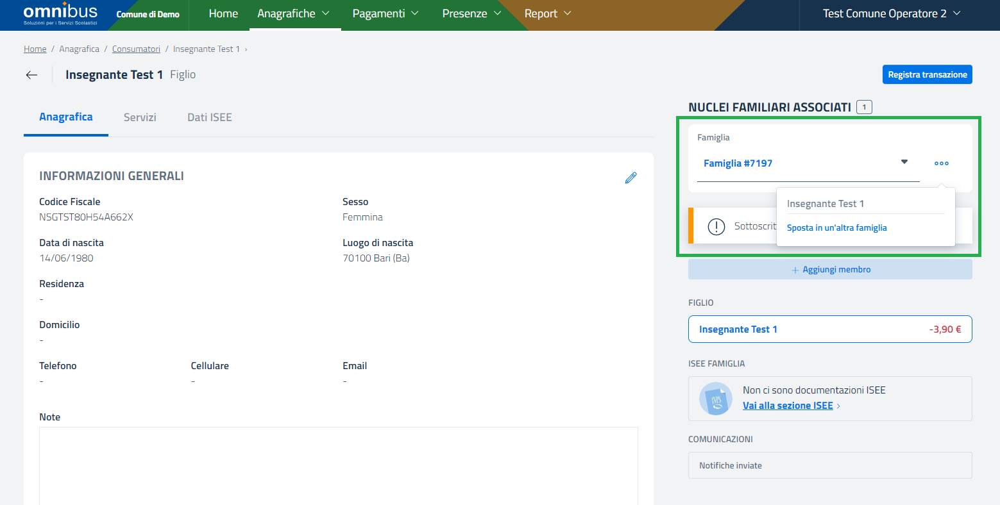 omnibus
Soluzioni per i Servizi Scolastici
Comune di Demo
Home
Anagrafiche
Pagamenti
Presenze
Report
Test Comune Operatore 2
Home / Anagrafica / Consumatori / Insegnante Test 1 ›
Insegnante Test 1 Figlio
Registra transazione
Anagrafica
Servizi
Dati ISEE
INFORMAZIONI GENERALI
Codice Fiscale
NSGTST80H54A662X
Sesso
Femmina
Data di nascita
14/06/1980
Luogo di nascita
70100 Bari (Ba)
Residenza
-
Domicilio
-
Telefono
-
Cellulare
-
Email
-
Note
NUCLEI FAMILIARI ASSOCIATI 1
Famiglia
Famiglia #7197
Insegnante Test 1
Sposta in un'altra famiglia
Sottoscrit
+ Aggiungi membro
FIGLIO
Insegnante Test 1 -3,90 €
ISEE FAMIGLIA
INPS
Non ci sono documentazioni ISEE
Vai alla sezione ISEE ›
COMUNICAZIONI
Notifiche inviate